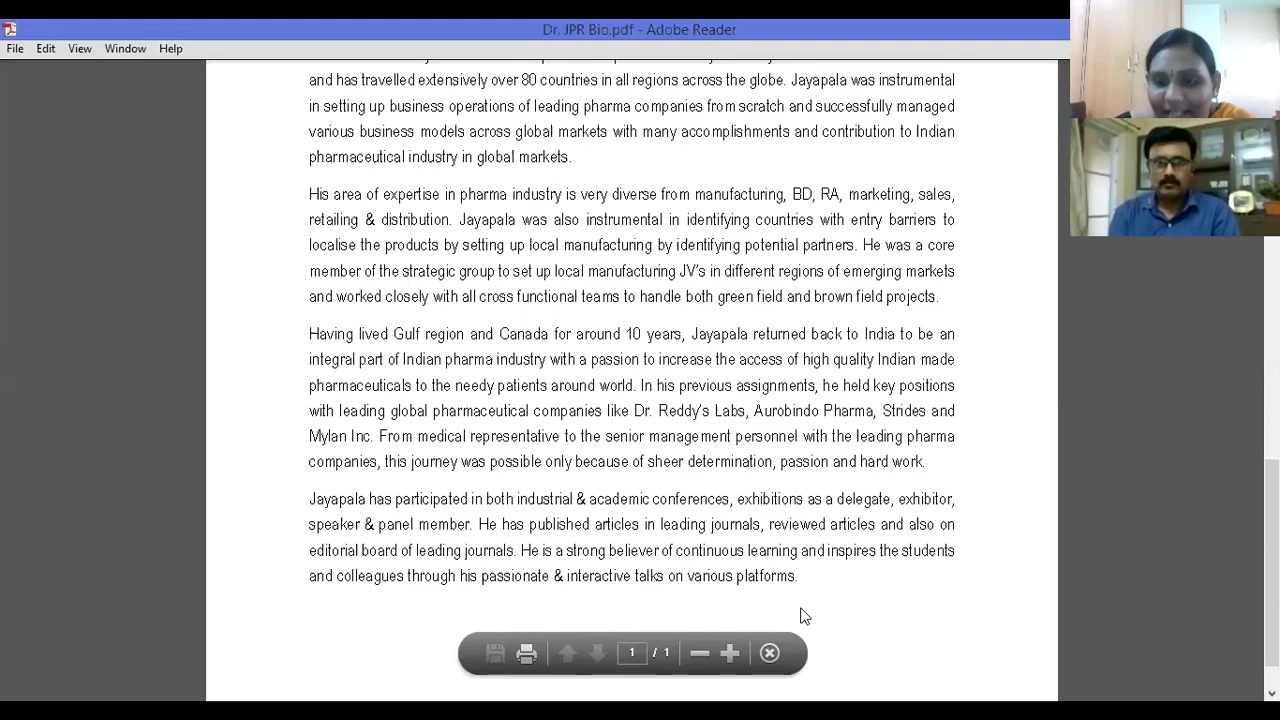 Dr. JPR Bio.pdf - Adobe Reader
File Edit View Window Help
and has travelled extensively over 80 countries in all regions across the globe. Jayapala was instrumental
in setting up business operations of leading pharma companies from scratch and successfully managed
various business models across global markets with many accomplishments and contribution to Indian
pharmaceutical industry in global markets.
His area of expertise in pharma industry is very diverse from manufacturing, BD, RA, marketing, sales,
retailing & distribution. Jayapala was also instrumental in identifying countries with entry barriers to
localise the products by setting up local manufacturing by identifying potential partners. He was a core
member of the strategic group to set up local manufacturing JV's in different regions of emerging markets
and worked closely with all cross functional teams to handle both green field and brown field projects.
Having lived Gulf region and Canada for around 10 years, Jayapala returned back to India to be an
integral part of Indian pharma industry with a passion to increase the access of high quality Indian made
pharmaceuticals to the needy patients around world. In his previous assignments, he held key positions
with leading global pharmaceutical companies like Dr. Reddy's Labs, Aurobindo Pharma, Strides and
Mylan Inc. From medical representative to the senior management personnel with the leading pharma
companies, this journey was possible only because of sheer determination, passion and hard work.
Jayapala has participated in both industrial & academic conferences, exhibitions as a delegate, exhibitor,
speaker & panel member. He has published articles in leading journals, reviewed articles and also on
editorial board of leading journals. He is a strong believer of continuous learning and inspires the students
and colleagues through his passionate & interactive talks on various platforms.
1 / 1